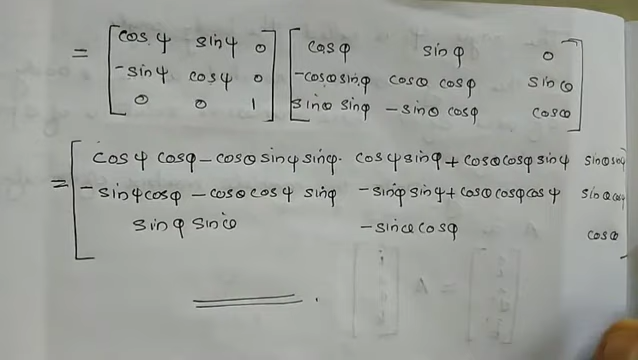 = [ cos ψ sin ψ 0 ] [ cos φ sin φ 0 ]
[ -sin ψ cos ψ 0 ] [ -cos θ sin φ cos θ cos φ sin θ ]
[ 0 0 1 ] [ sin θ sin φ - sin θ cos φ cos θ ]
= [ cos ψ cos φ - cos θ sin ψ sin φ. cos ψ sin φ + cos θ cos φ sin ψ sin θ sin ψ
- sin ψ cos φ - cos θ cos ψ sin φ - sin φ sin ψ + cos θ cos φ cos ψ sin θ cos ψ
sin φ sin θ - sin θ cos φ cos θ